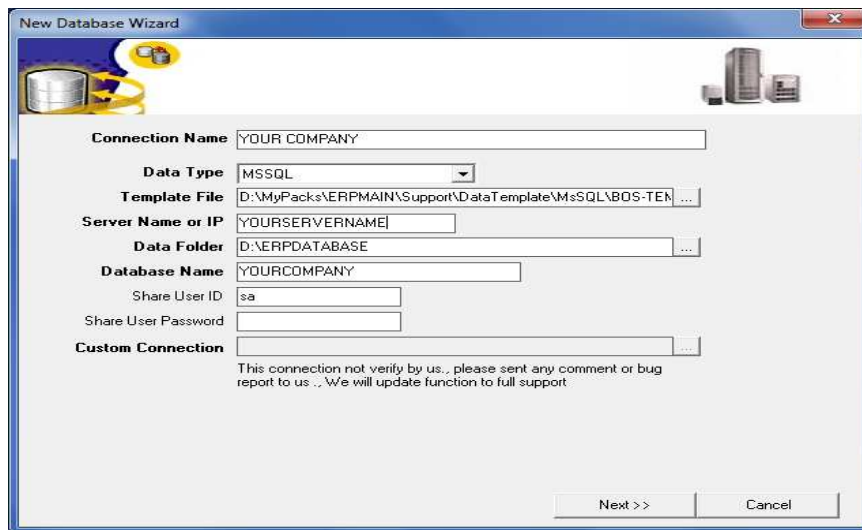 New Database Wizard
Connection Name YOUR COMPANY
Data Type MSSQL
Template File D:\MyPacks\ERPMAIN\Support\DataTemplate\MsSQL\BOS-TEM ...
Server Name or IP YOURSERVERNAME
Data Folder D:\ERPDATABASE ...
Database Name YOURCOMPANY
Share User ID sa
Share User Password
Custom Connection ...
This connection not verify by us., please sent any comment or bug
report to us ., We will update function to full support
Next >> Cancel